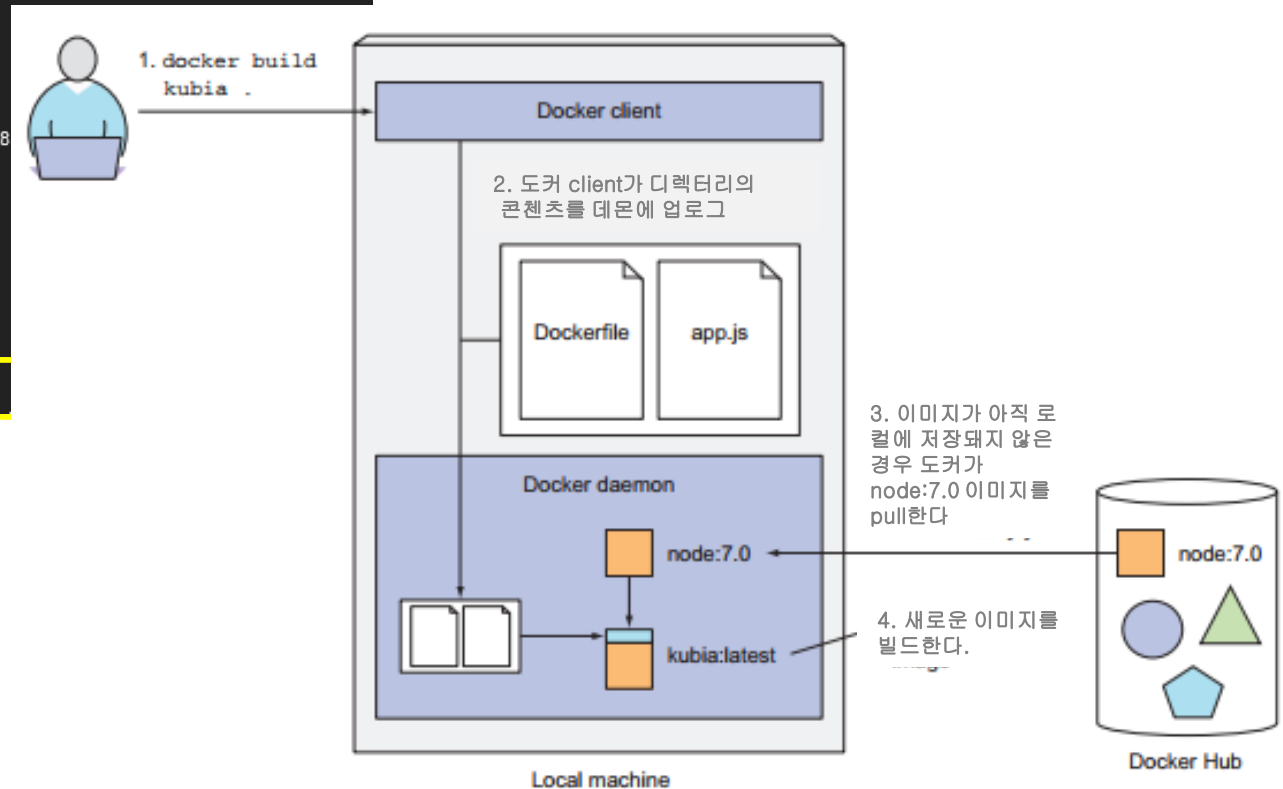 1. docker build
kubia .
8
Docker client
2. 도커 client가 디렉터리의
콘첸츠를 데몬에 업로그
Dockerfile
app.js
3. 이미지가 아직 로
컬에 저장돼지 않은
경우 도커가
node:7.0 이미지를
pull한다
Docker daemon
node:7.0
node:7.0
4. 새로운 이미지를
빌드한다.
kubia:latest
Docker Hub
Local machine